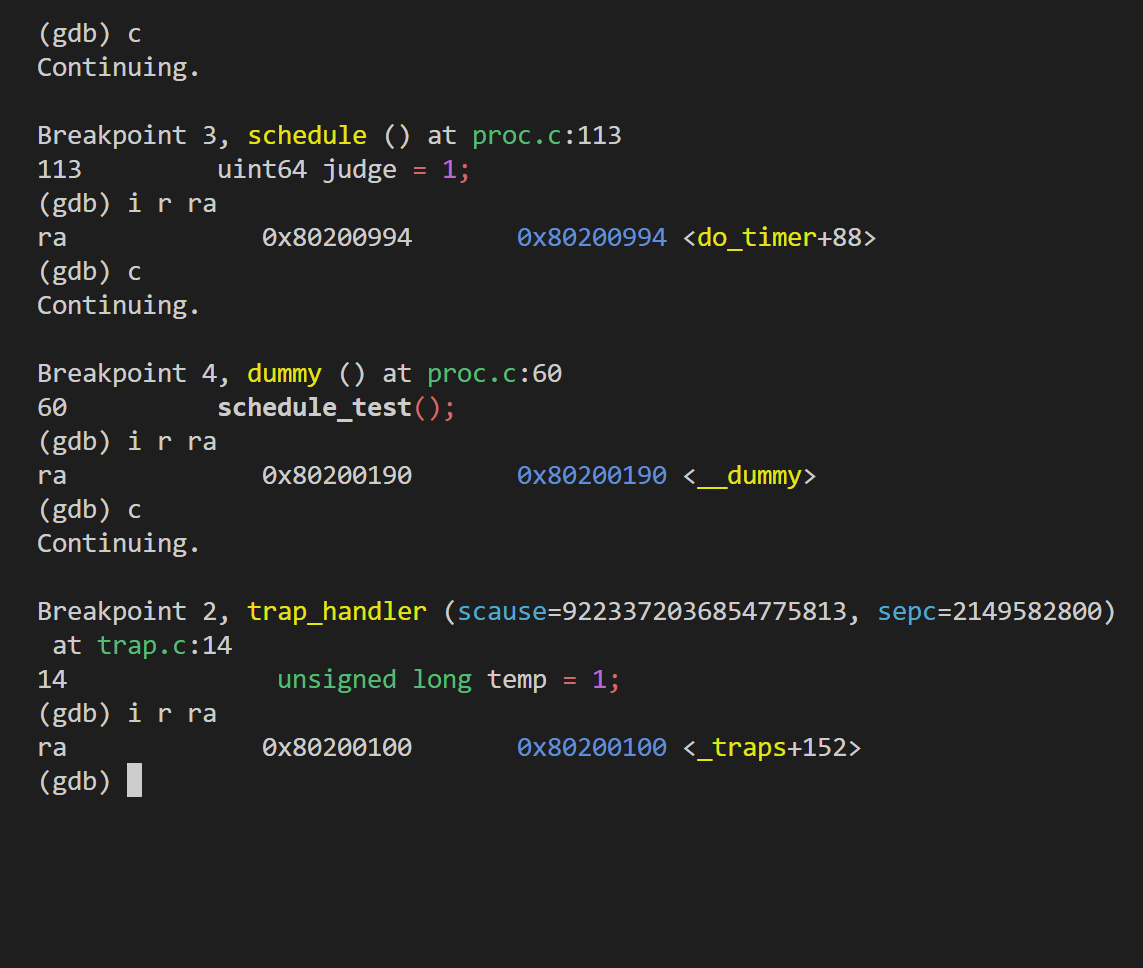 (gdb) c
Continuing.
Breakpoint 3, schedule () at proc.c:113
113          uint64 judge = 1;
(gdb) i r ra
ra             0x80200994       0x80200994 <do_timer+88>
(gdb) c
Continuing.
Breakpoint 4, dummy () at proc.c:60
60          schedule_test();
(gdb) i r ra
ra             0x80200190       0x80200190 <__dummy>
(gdb) c
Continuing.
Breakpoint 2, trap_handler (scause=9223372036854775813, sepc=2149582800)
 at trap.c:14
14              unsigned long temp = 1;
(gdb) i r ra
ra             0x80200100       0x80200100 <_traps+152>
(gdb)